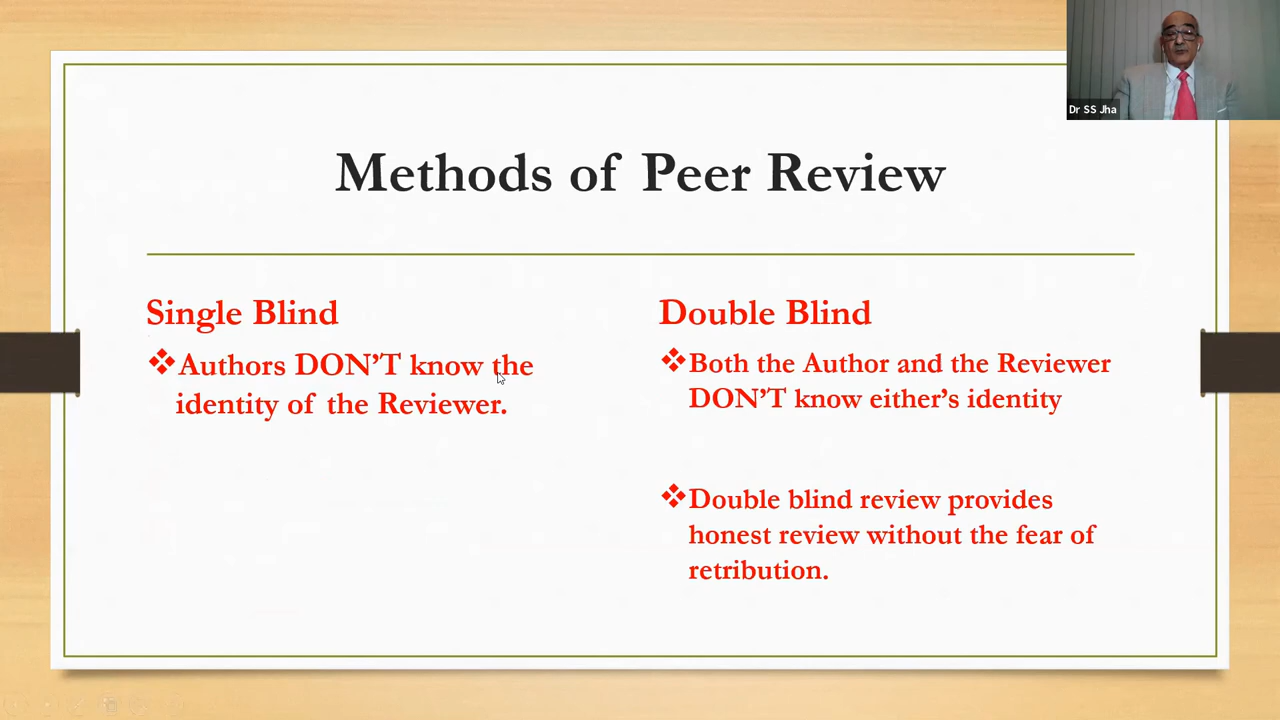 Dr SS Jha
Methods of Peer Review
Single Blind
❖Authors DON’T know the
identity of the Reviewer.
Double Blind
❖Both the Author and the Reviewer
DON’T know either’s identity
❖Double blind review provides
honest review without the fear of
retribution.